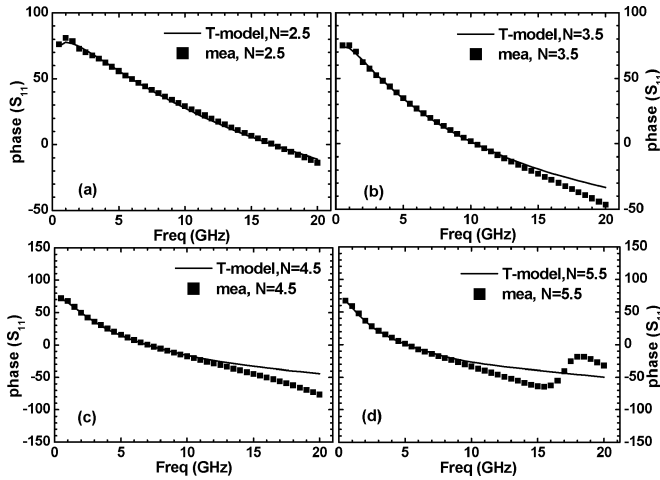 T-model,N=2.5
mea, N=2.5
100
50
0
-50
phase (S11)
(a)
0 5 10 15 20
Freq (GHz)
T-model,N=3.5
mea, N=3.5
100
50
0
-50
phase (S11)
(b)
0 5 10 15 20
Freq (GHz)
T-model,N=4.5
mea, N=4.5
150
100
50
0
-50
-100
-150
phase (S11)
(c)
0 5 10 15 20
Freq (GHz)
T-model,N=5.5
mea, N=5.5
150
100
50
0
-50
-100
-150
phase (S11)
(d)
0 5 10 15 20
Freq (GHz)